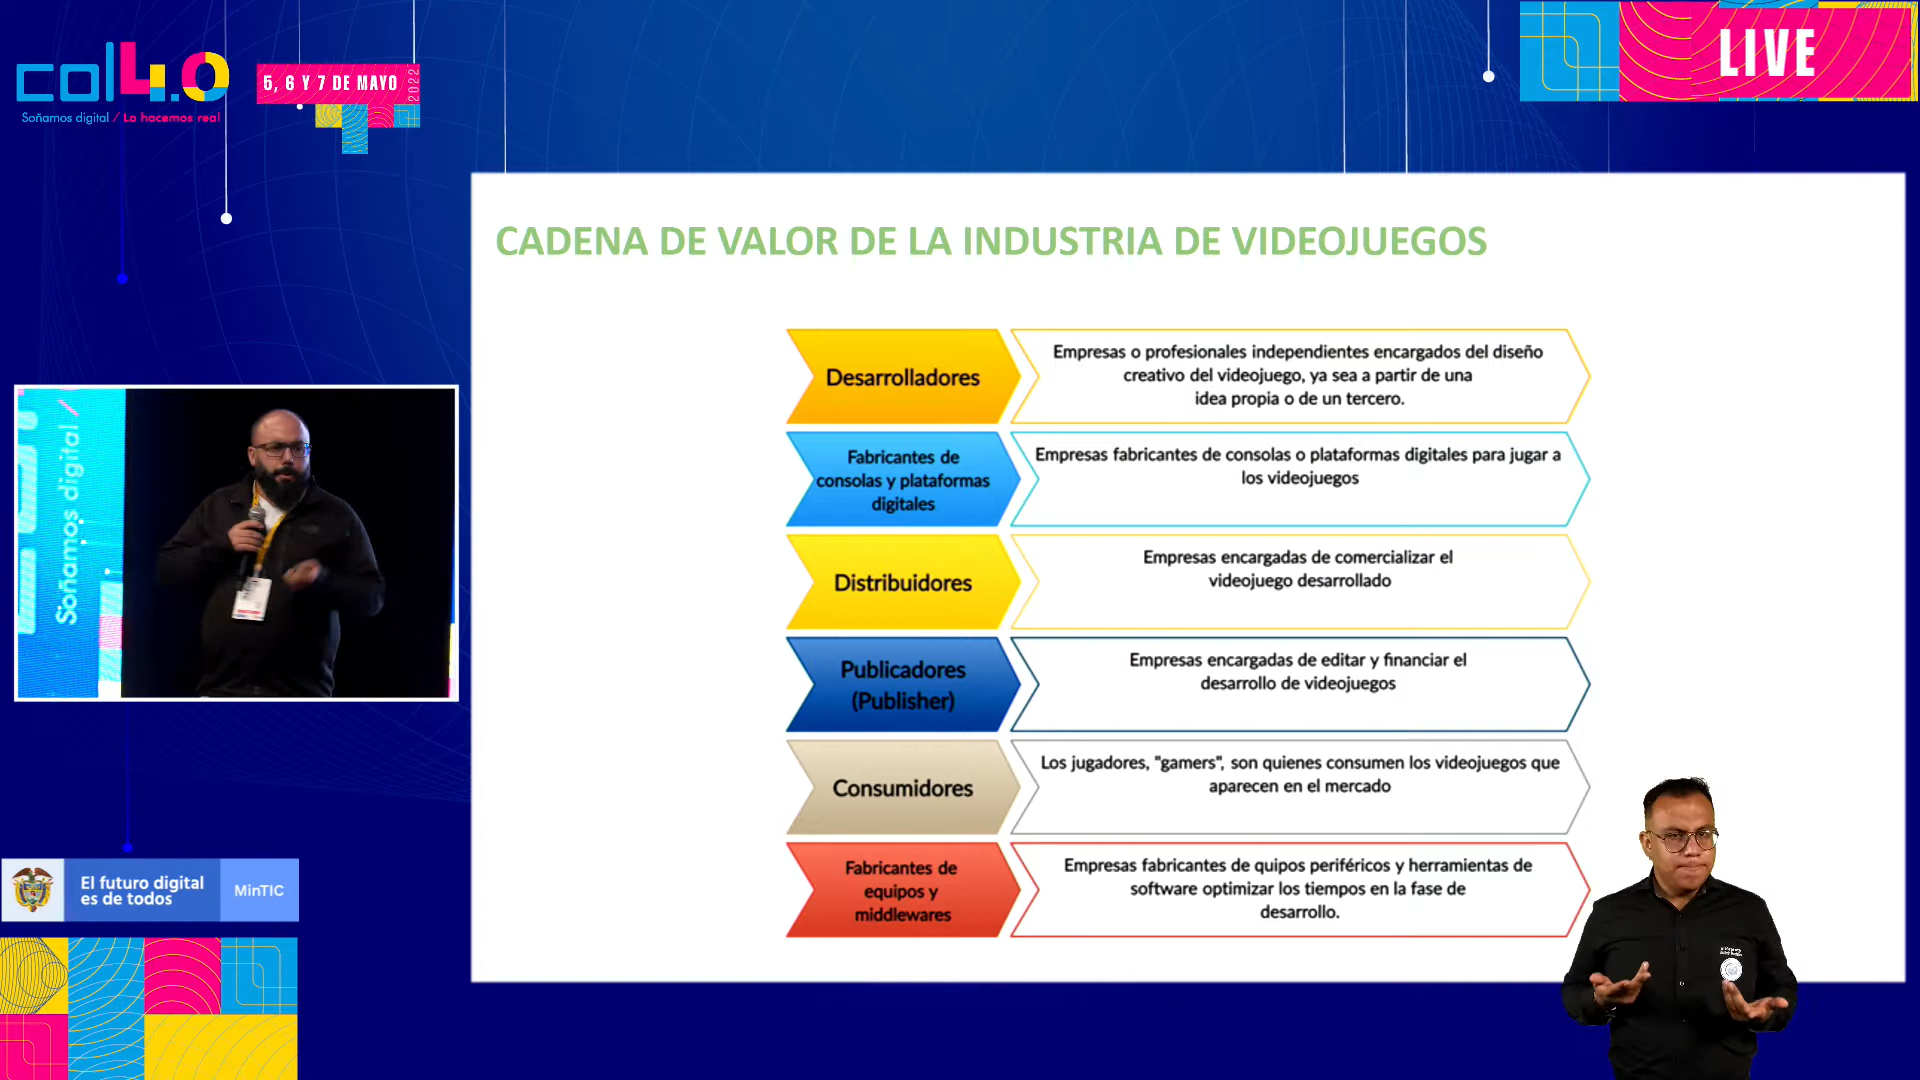 col4.0
Soñamos digital / Lo hacemos real
5, 6 Y 7 DE MAYO
2022
LIVE
CADENA DE VALOR DE LA INDUSTRIA DE VIDEOJUEGOS
Desarrolladores
Empresas o profesionales independientes encargados del diseño
creativo del videojuego, ya sea a partir de una
idea propia o de un tercero.
Fabricantes de
consolas y plataformas
digitales
Empresas fabricantes de consolas o plataformas digitales para jugar a
los videojuegos
Distribuidores
Empresas encargadas de comercializar el
videojuego desarrollado
Publicadores
(Publisher)
Empresas encargadas de editar y financiar el
desarrollo de videojuegos
Consumidores
Los jugadores, "gamers", son quienes consumen los videojuegos que
aparecen en el mercado
Fabricantes de
equipos y
middlewares
Empresas fabricantes de quipos periféricos y herramientas de
software optimizar los tiempos en la fase de
desarrollo.
Soñamos digital /
El futuro digital
es de todos
MinTIC